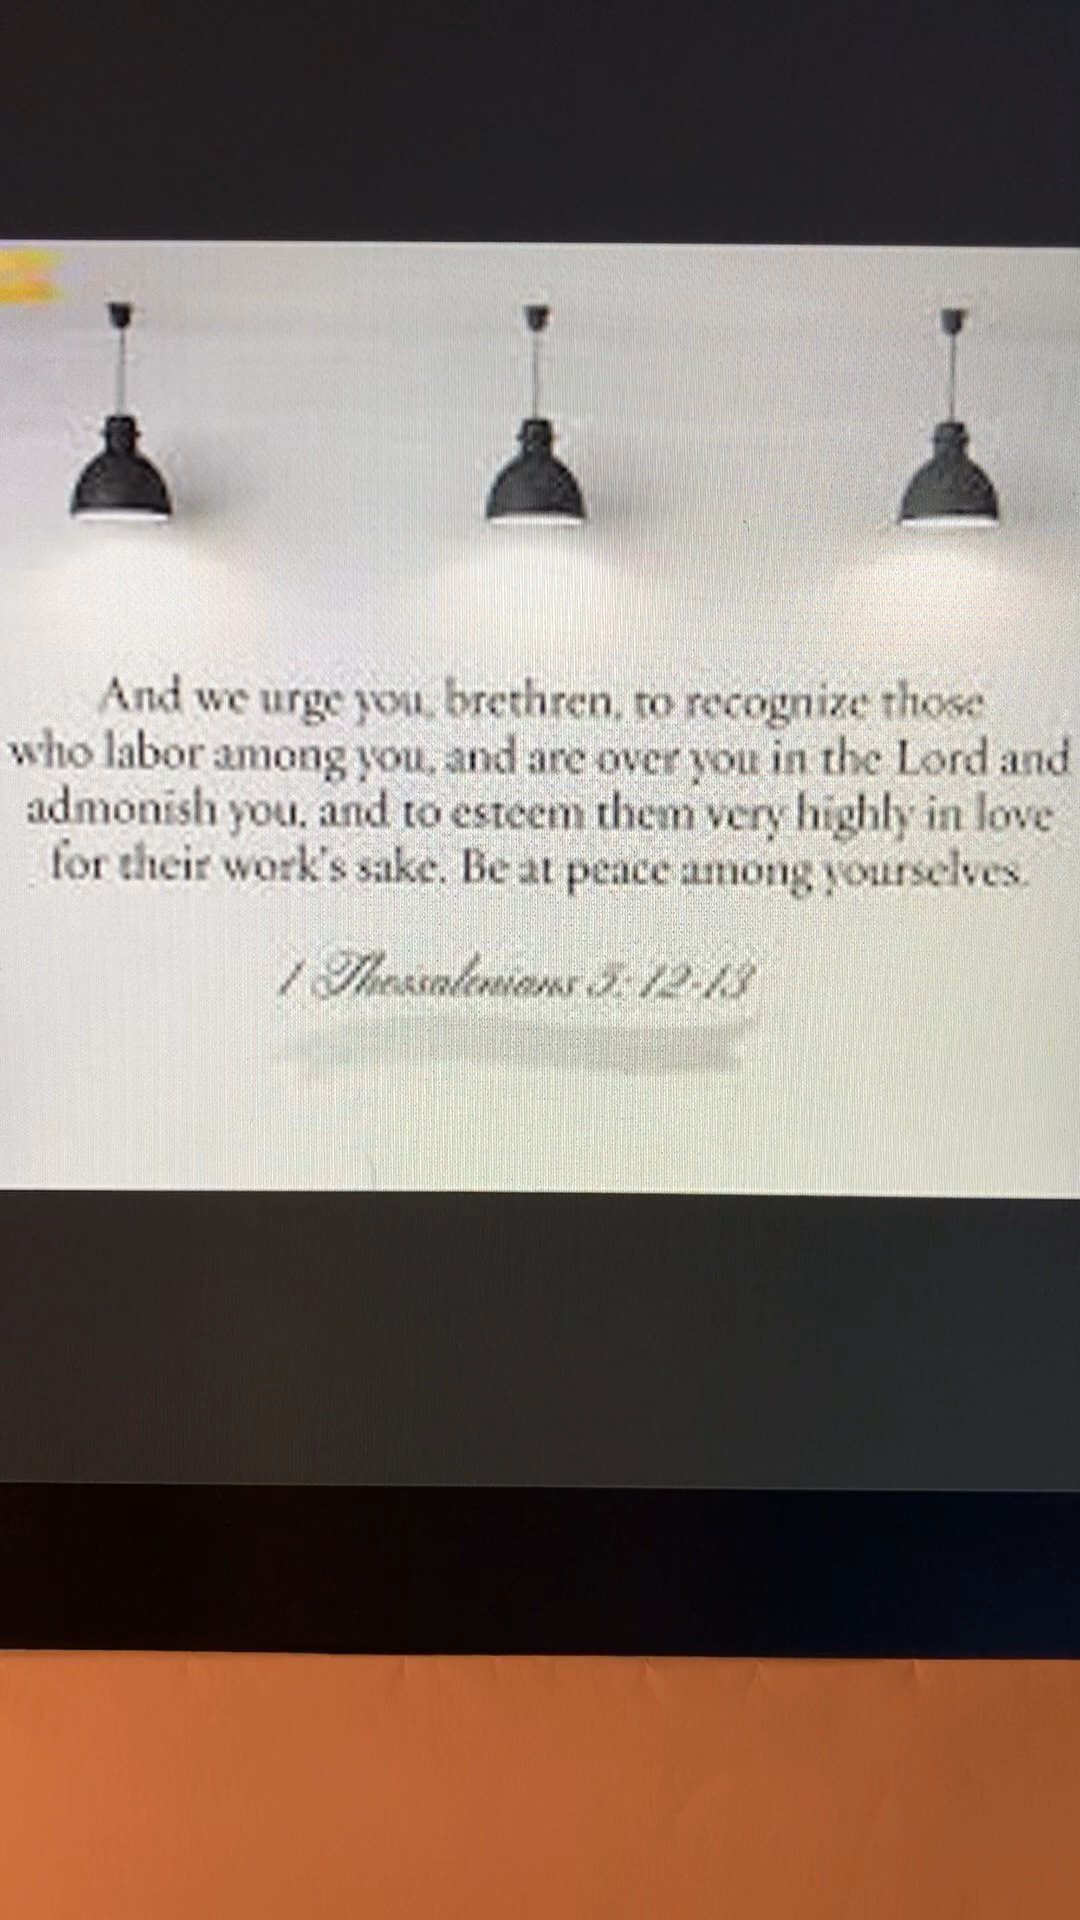 And we urge you, brethren, to recognize those
who labor among you, and are over you in the Lord and
admonish you, and to esteem them very highly in love
for their work's sake. Be at peace among yourselves.
1 Thessalonians 5: 12-13